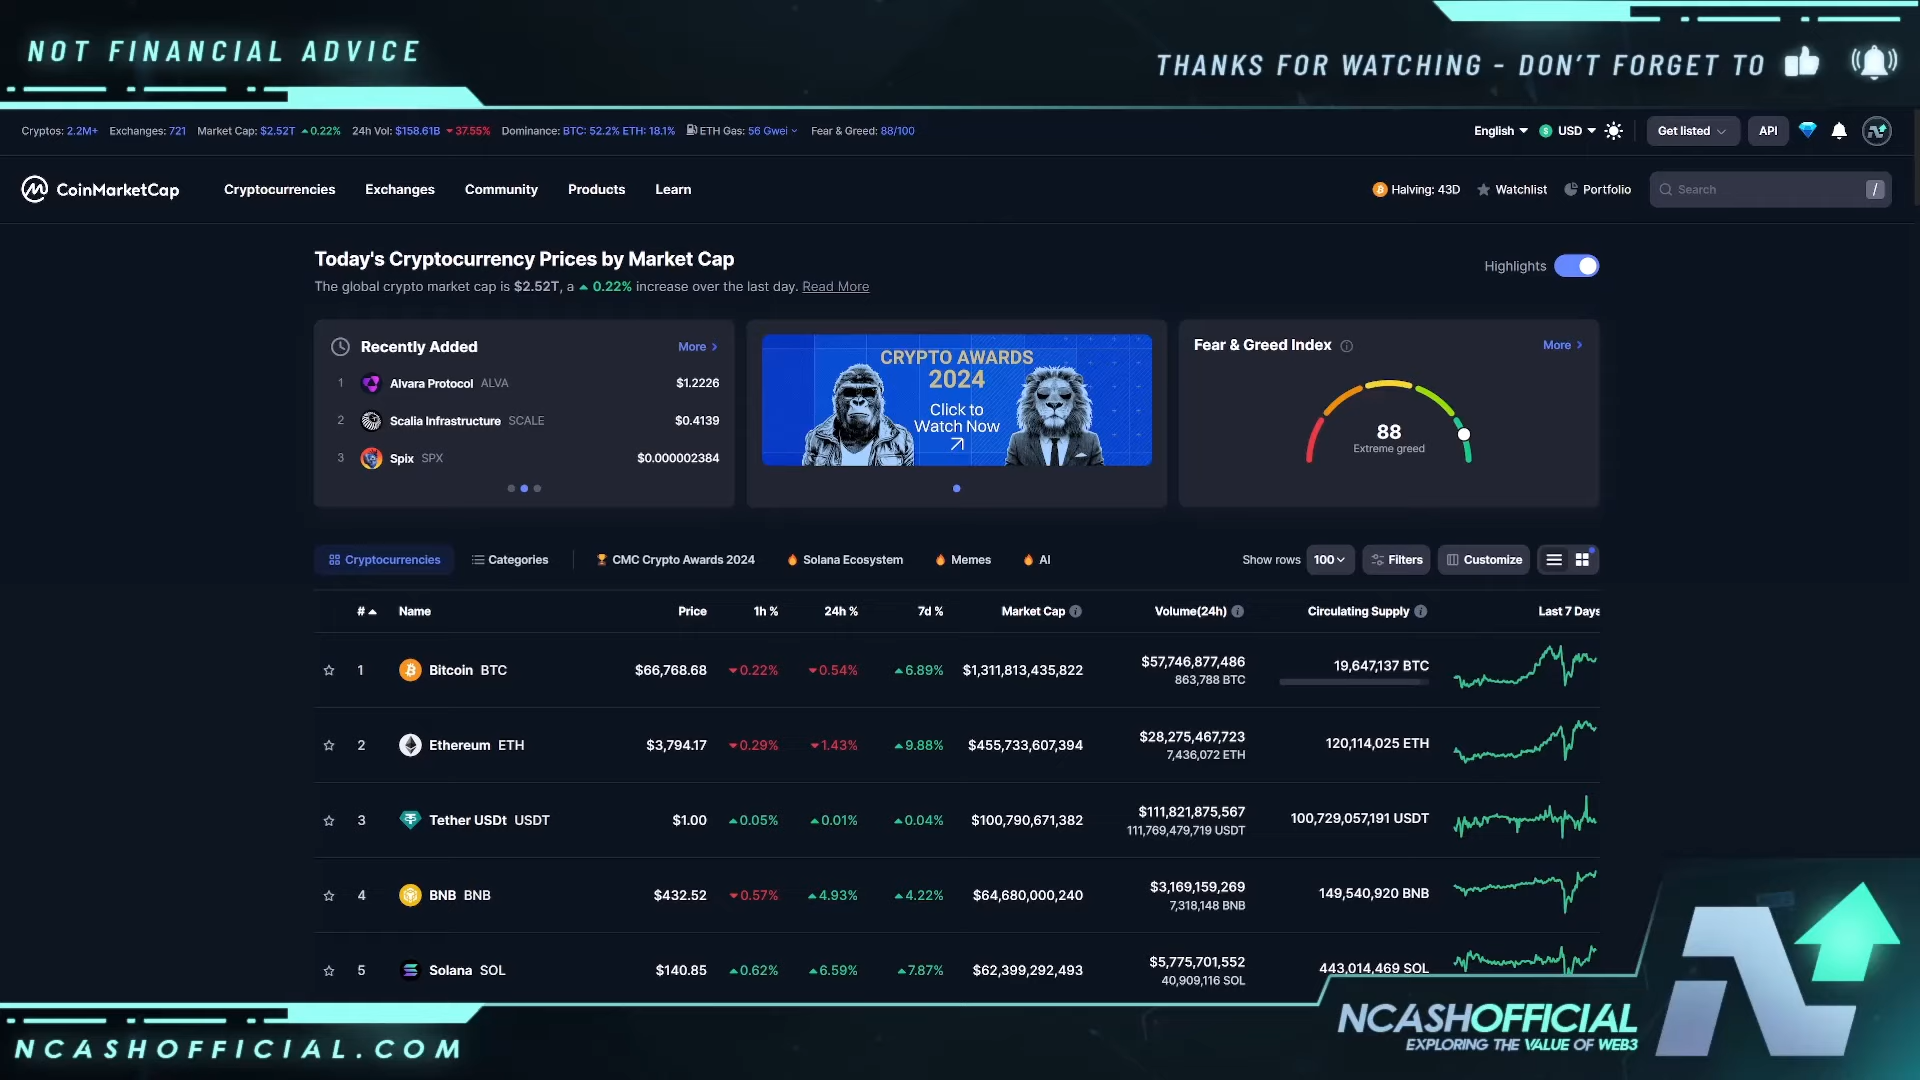 NOT FINANCIAL ADVICE
THANKS FOR WATCHING - DON'T FORGET TO
Cryptos: 2.2M+ Exchanges: 721 Market Cap: $2.52T 0.22% 24h Vol: $158.61B 37.55% Dominance: BTC: 52.2% ETH: 18.1% ETH Gas: 56 Gwei Fear & Greed: 88/100
English USD Get listed API
CoinMarketCap Cryptocurrencies Exchanges Community Products Learn
Halving: 43D Watchlist Portfolio Search /
Today's Cryptocurrency Prices by Market Cap
Highlights
The global crypto market cap is $2.52T, a 0.22% increase over the last day. Read More
Recently Added More >
1 Alvara Protocol ALVA $1.2226
2 Scalia Infrastructure SCALE $0.4139
3 Spix SPX $0.000002384
CRYPTO AWARDS
2024
Click to
Watch Now
Fear & Greed Index More >
88
Extreme greed
Cryptocurrencies Categories CMC Crypto Awards 2024 Solana Ecosystem Memes AI
Show rows 100 Filters Customize
# Name Price 1h % 24h % 7d % Market Cap Volume(24h) Circulating Supply Last 7 Days
1 Bitcoin BTC $66,768.68 0.22% 0.54% 6.89% $1,311,813,435,822 $57,746,877,486 19,647,137 BTC
863,788 BTC
2 Ethereum ETH $3,794.17 0.29% 1.43% 9.88% $455,733,607,394 $28,275,467,723 120,114,025 ETH
7,436,072 ETH
3 Tether USDt USDT $1.00 0.05% 0.01% 0.04% $100,790,671,382 $111,821,875,567 100,729,057,191 USDT
111,769,479,719 USDT
4 BNB BNB $432.52 0.57% 4.93% 4.22% $64,680,000,240 $3,169,159,269 149,540,920 BNB
7,318,148 BNB
5 Solana SOL $140.85 0.62% 6.59% 7.87% $62,399,292,493 $5,775,701,552 443,014,469 SOL
40,909,116 SOL
NCASHOFFICIAL
EXPLORING THE VALUE OF WEB3
NCASHOFFICIAL.COM